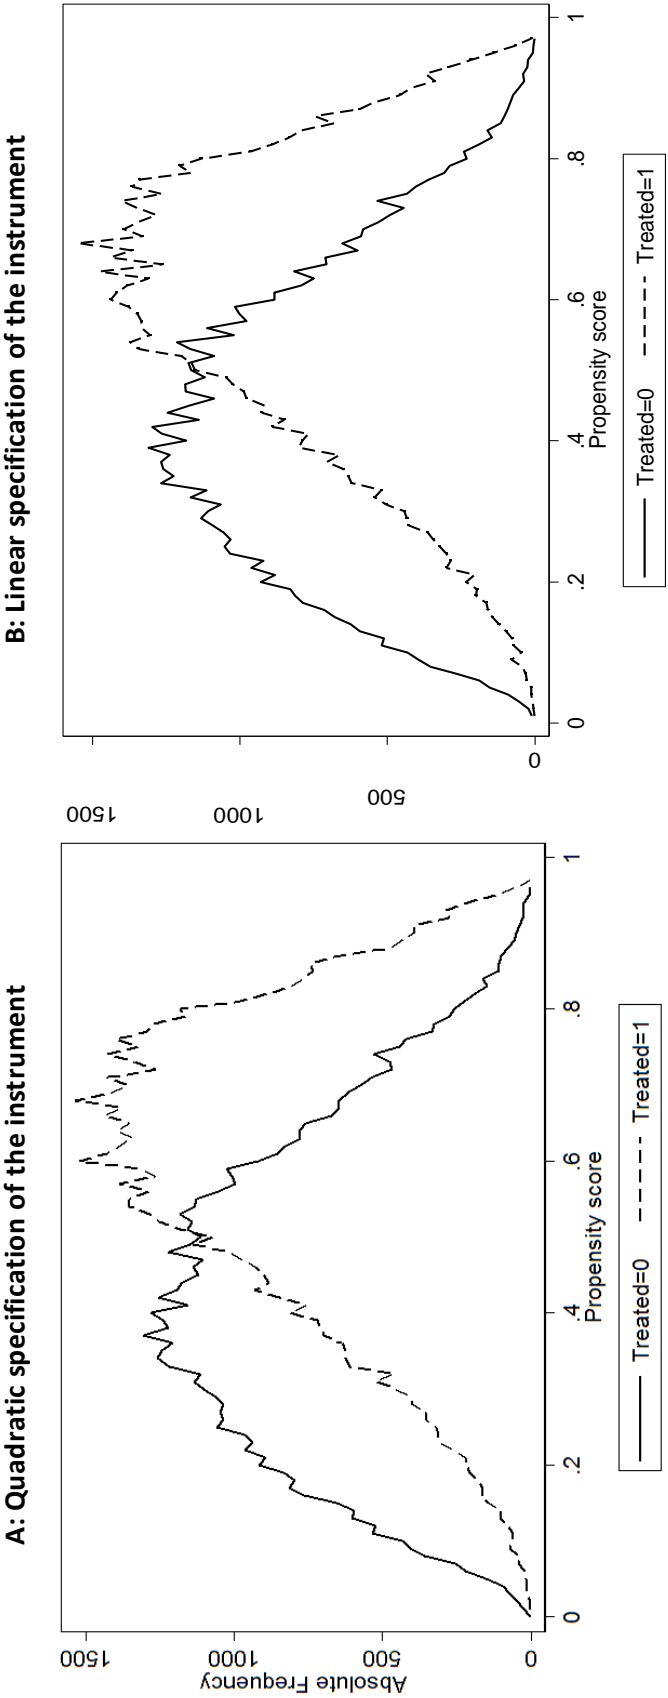 A: Quadratic specification of the instrument
Absolute Frequency
1500
1000
500
0
0
.2
.4
.6
.8
1
Propensity score
Treated=0 Treated=1
B: Linear specification of the instrument
1500
1000
500
0
0
.2
.4
.6
.8
1
Propensity score
Treated=0 Treated=1